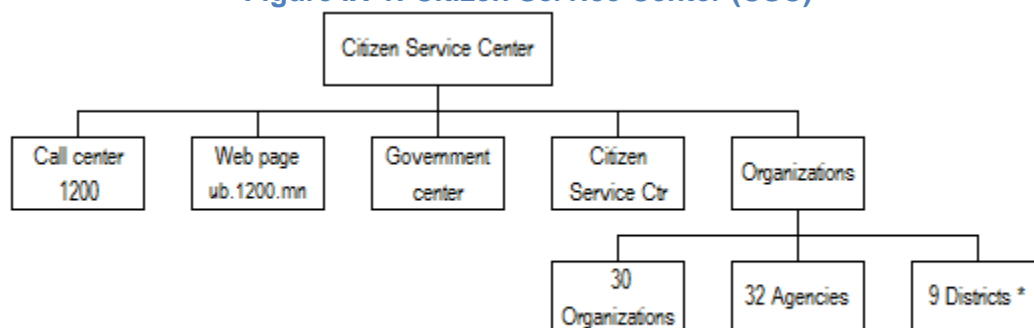 Citizen Service Center (CSC)
Citizen Service Center
Call center
1200
Web page
ub.1200.mn
Government
center
Citizen
Service Ctr
Organizations
30
Organizations
32 Agencies
9 Districts *